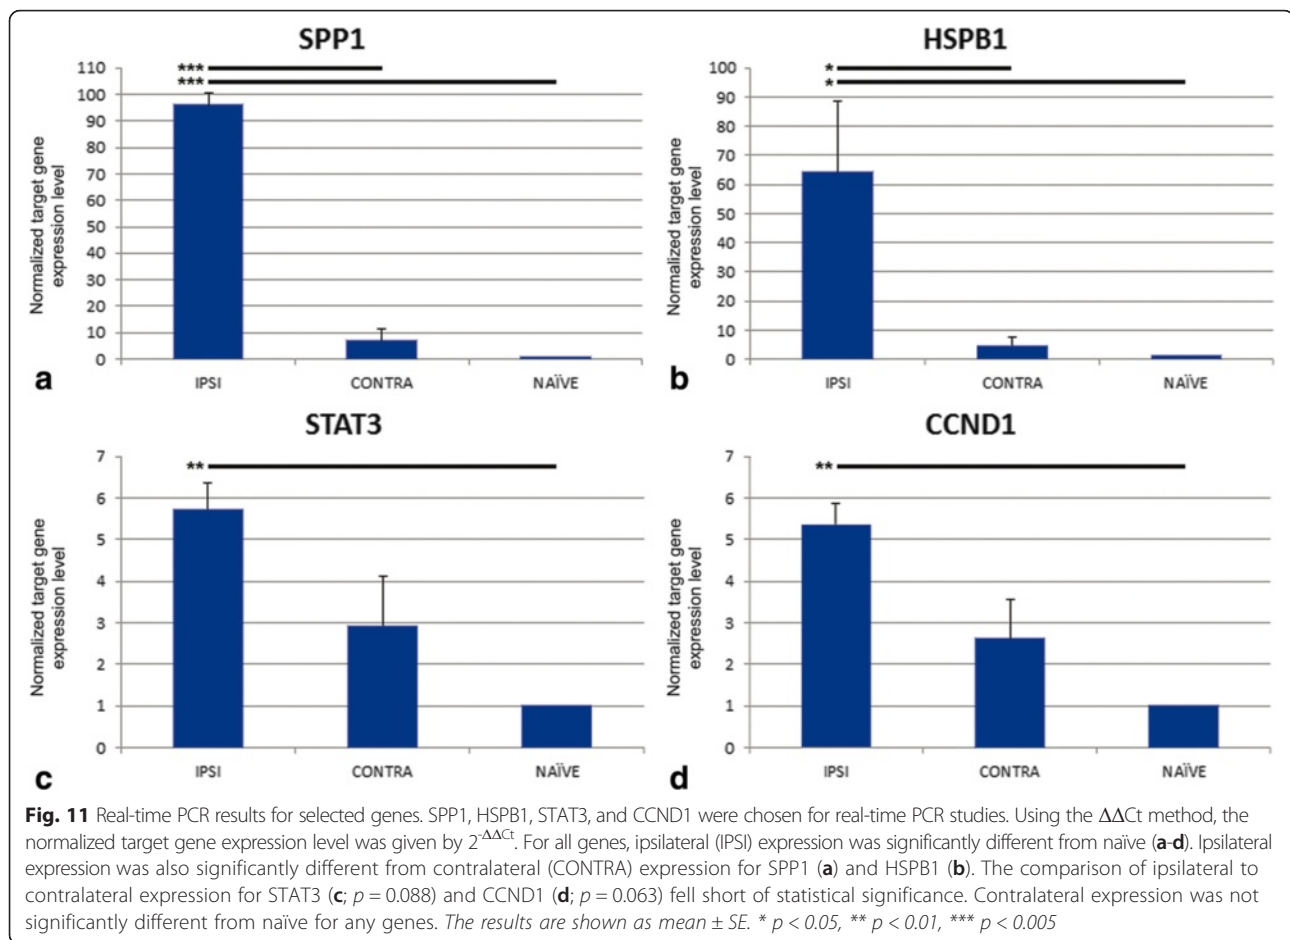 SPP1
***
***
110
100
90
80
70
60
50
40
30
20
10
0
Normalized target gene
expression level
IPSI CONTRA NAÏVE
a
HSPB1
*
*
100
90
80
70
60
50
40
30
20
10
0
Normalized target gene
expression level
IPSI CONTRA NAÏVE
b
STAT3
**
7
6
5
4
3
2
1
0
Normalized target gene
expression level
IPSI CONTRA NAÏVE
c
CCND1
**
7
6
5
4
3
2
1
0
Normalized target gene
expression level
IPSI CONTRA NAÏVE
d
Fig. 11 Real-time PCR results for selected genes. SPP1, HSPB1, STAT3, and CCND1 were chosen for real-time PCR studies. Using the ΔΔCt method, the
normalized target gene expression level was given by 2^-ΔΔCt. For all genes, ipsilateral (IPSI) expression was significantly different from naïve (a-d). Ipsilateral
expression was also significantly different from contralateral (CONTRA) expression for SPP1 (a) and HSPB1 (b). The comparison of ipsilateral to
contralateral expression for STAT3 (c; p = 0.088) and CCND1 (d; p = 0.063) fell short of statistical significance. Contralateral expression was not
significantly different from naïve for any genes. The results are shown as mean ± SE. * p < 0.05, ** p < 0.01, *** p < 0.005